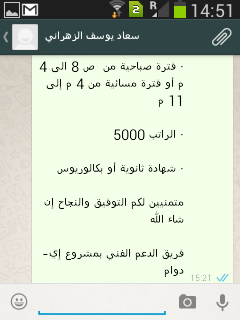 14:51
سعاد يوسف الزهراني
· فترة صباحية من ص 8 الى 4
م أو فترة مسائية من 4 م إلى
11 م
· الراتب 5000
· شهادة ثانوية أو بكالوريوس
متمنيين لكم التوفيق والنجاح إن
شاء الله
فريق الدعم الفني بمشروع إي-
دوام
15:21